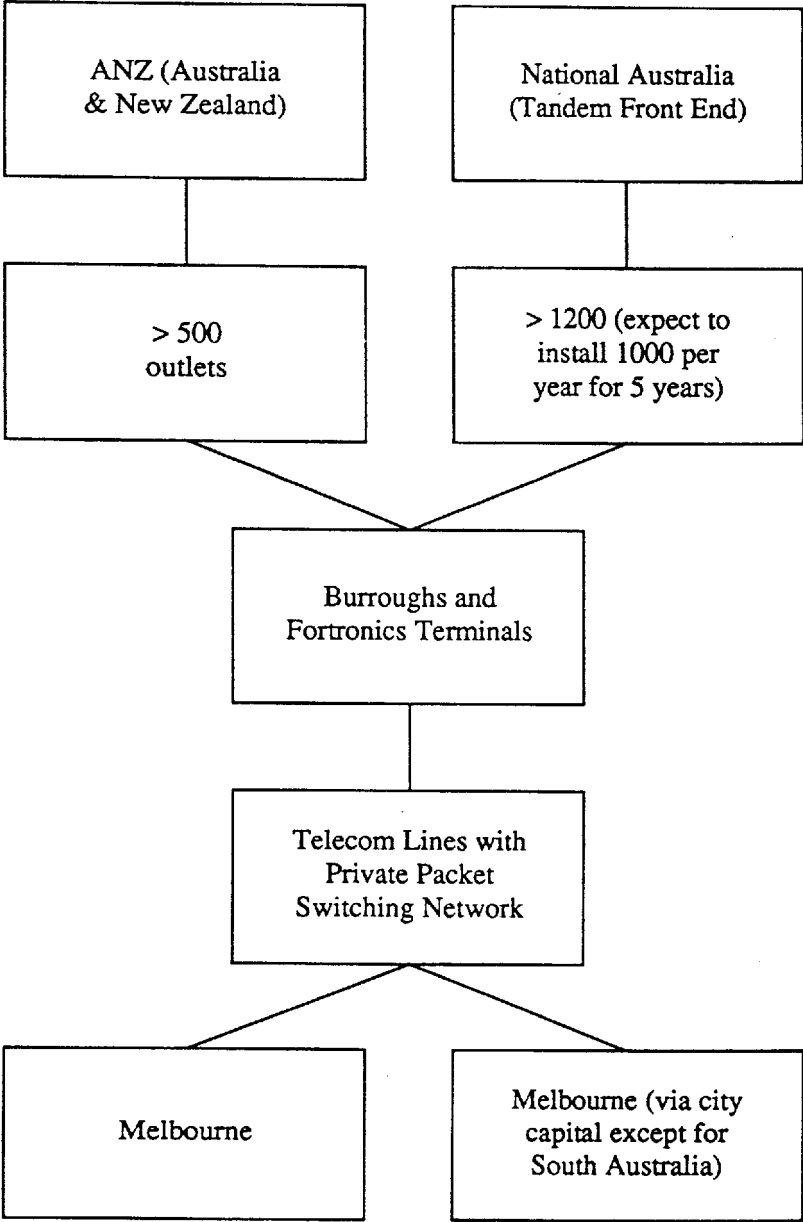 ANZ (Australia
& New Zealand)
National Australia
(Tandem Front End)
> 500
outlets
> 1200 (expect to
install 1000 per
year for 5 years)
Burroughs and
Fortronics Terminals
Telecom Lines with
Private Packet
Switching Network
Melbourne
Melbourne (via city
capital except for
South Australia)